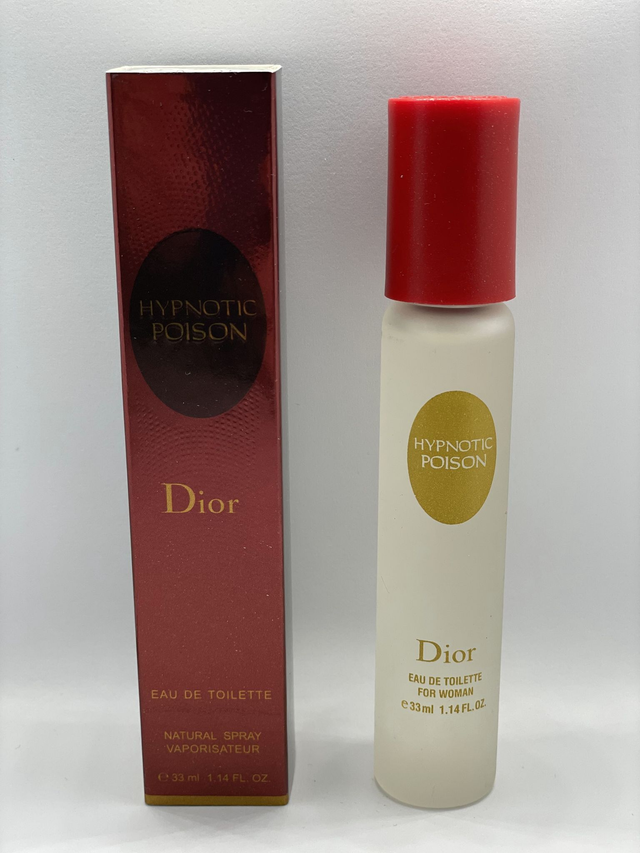 HYPNOTIC
POISON
Dior
EAU DE TOILETTE
NATURAL SPRAY
VAPORISATEUR
℮ 33 ml 1.14 FL. OZ.
HYPNOTIC
POISON
Dior
EAU DE TOILETTE
FOR WOMAN
℮33ml 1.14 FL.OZ.